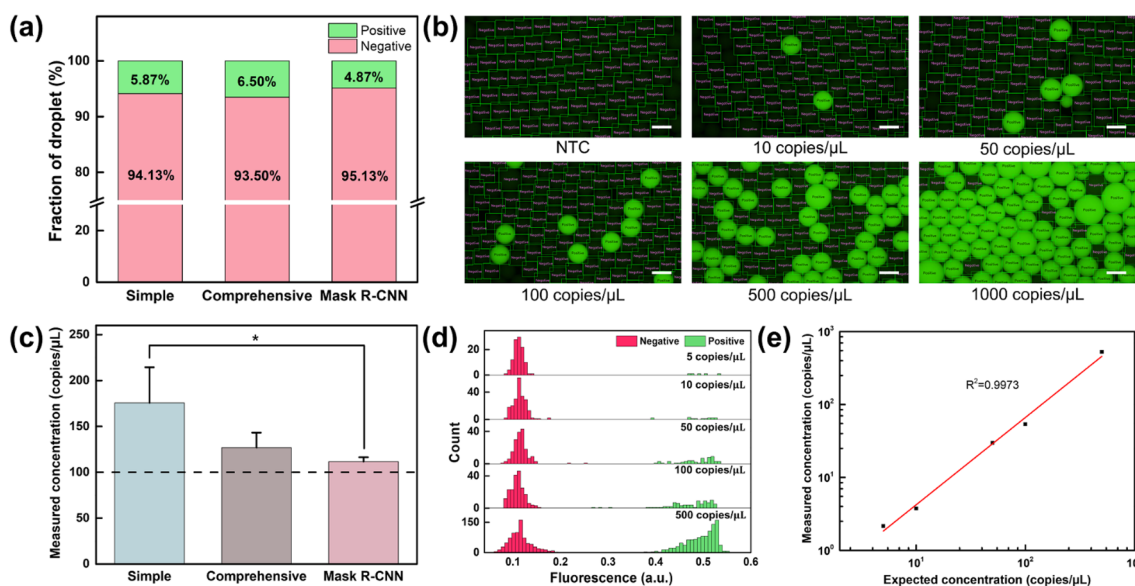 (a)
Positive
Negative
Fraction of droplet (%)
100
90
80
20
0
5.87%
6.50%
4.87%
94.13%
93.50%
95.13%
Simple
Comprehensive
Mask R-CNN
(b)
Negative
Positive
NTC
10 copies/μL
50 copies/μL
100 copies/μL
500 copies/μL
1000 copies/μL
(c)
Measured concentration (copies/μL)
250
200
150
100
50
0
*
Simple
Comprehensive
Mask R-CNN
(d)
Negative
Positive
Count
20
0
5 copies/μL
40
0
10 copies/μL
40
0
50 copies/μL
40
0
100 copies/μL
150
0
500 copies/μL
0.1
0.2
0.3
0.4
0.5
0.6
Fluorescence (a.u.)
(e)
Measured concentration (copies/μL)
10³
10²
10¹
10⁰
R²=0.9973
10¹
10²
Expected concentration (copies/μL)